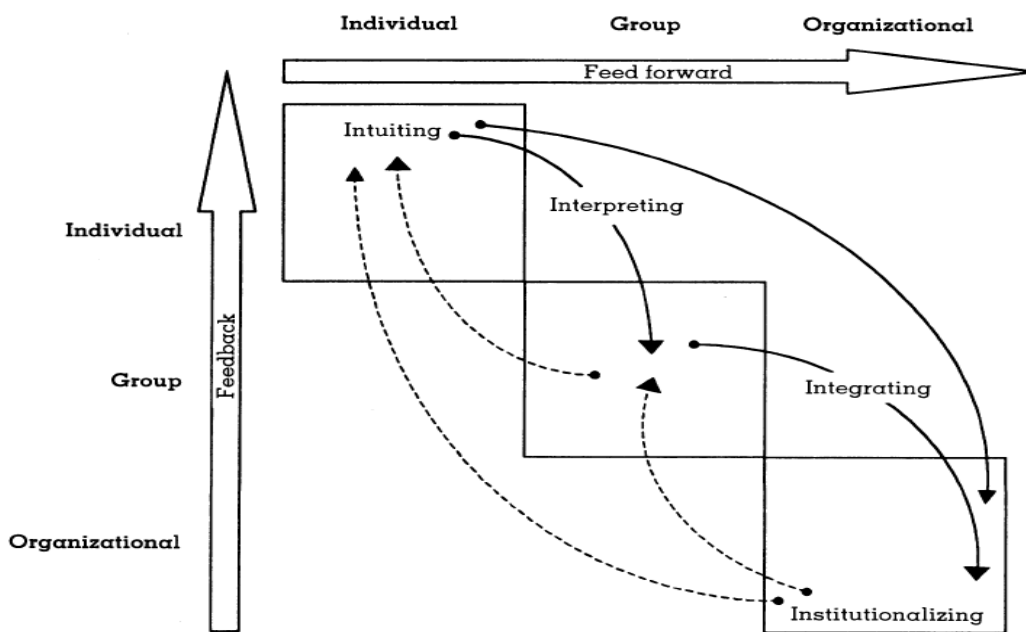 Individual Group Organizational
Feed forward
Intuiting
Interpreting
Individual
Feedback
Group
Integrating
Organizational
Institutionalizing